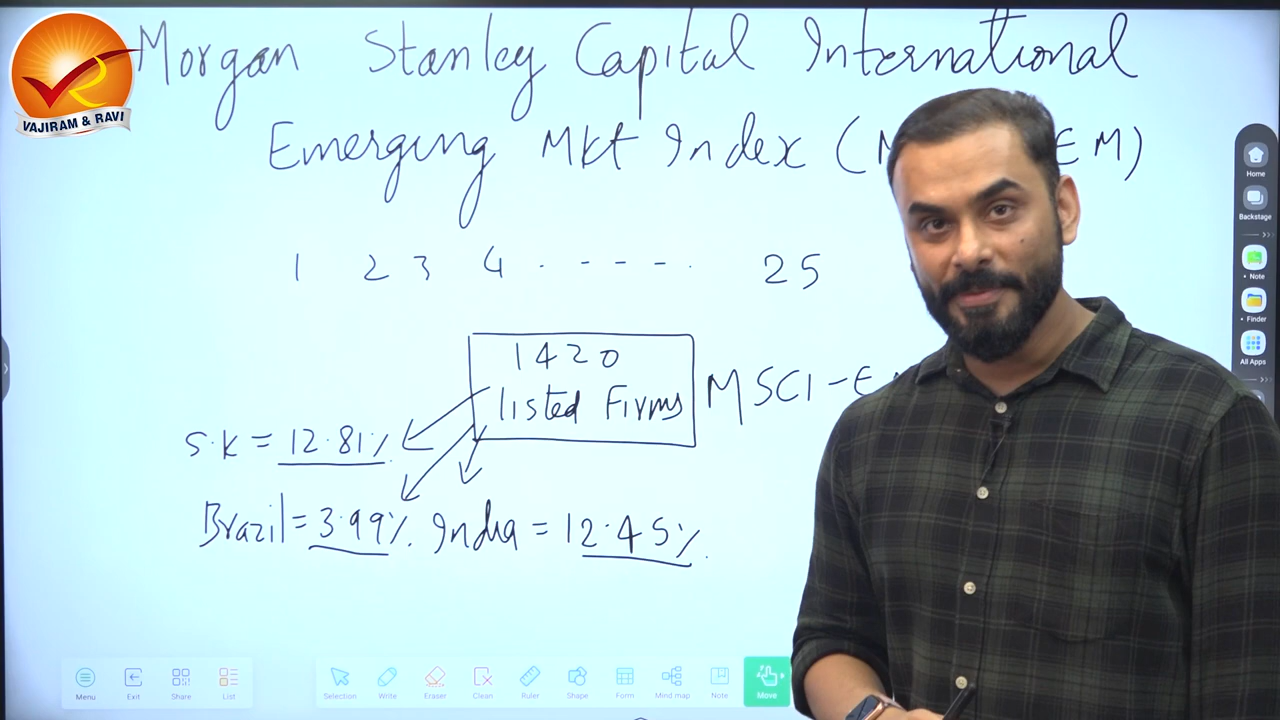 Morgan Stanley Capital International
Emerging Mkt Index (M EM)
1 2 3 4 . - - - - . 25
1420
listed Firms
MSCI-E
S.K = 12.81%
Brazil = 3.99%. India = 12.45%.
VAJIRAM & RAVI
Home
Backstage
Note
Finder
All Apps
Menu
Exit
Share
List
Selection
Write
Eraser
Clean
Ruler
Shape
Form
Mind map
Note
Move